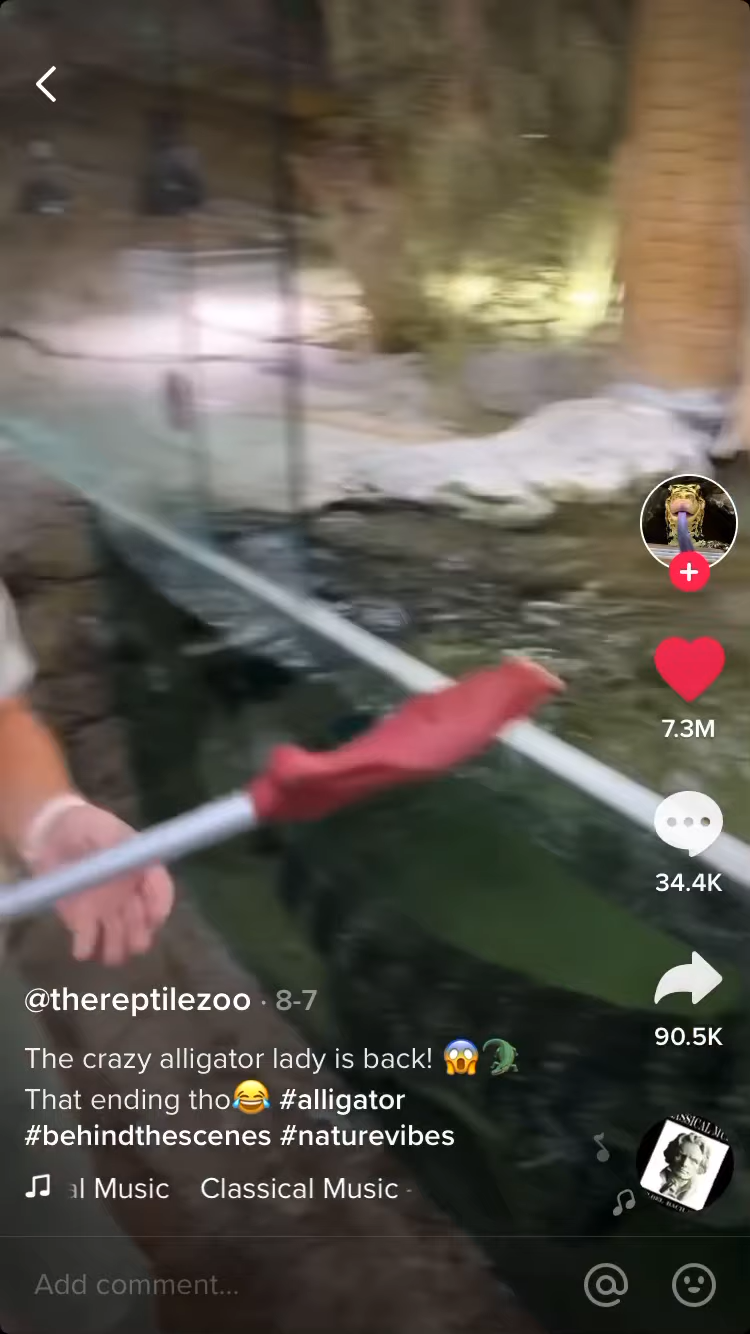 7.3M
34.4K
90.5K
@thereptilezoo · 8-7
The crazy alligator lady is back! 😱🐊
That ending tho😂 #alligator
#behindthescenes #naturevibes
al Music Classical Music -
Add comment...